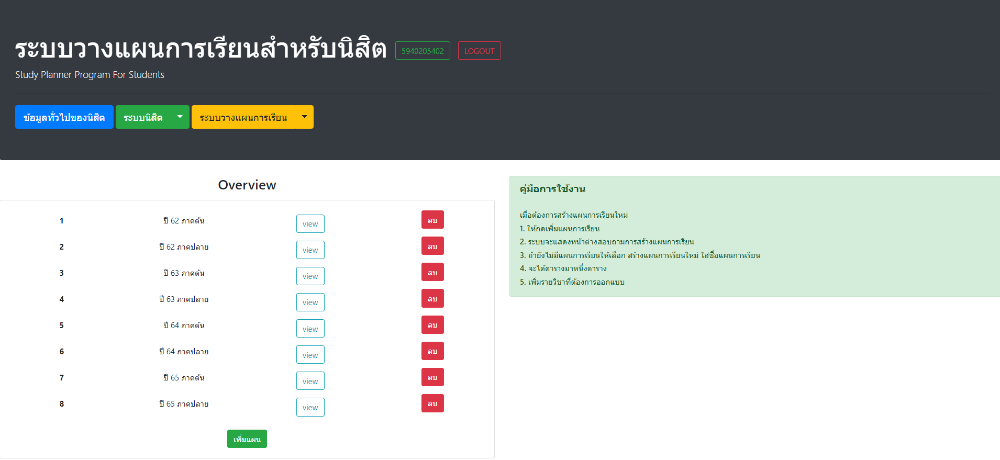 ระบบวางแผนการเรียนสำหรับนิสิต 5940205402 LOGOUT
Study Planner Program For Students
ข้อมูลทั่วไปของนิสิต ระบบนิสิต ระบบวางแผนการเรียน
Overview
1 ปี 62 ภาคต้น view ลบ
2 ปี 62 ภาคปลาย view ลบ
3 ปี 63 ภาคต้น view ลบ
4 ปี 63 ภาคปลาย view ลบ
5 ปี 64 ภาคต้น view ลบ
6 ปี 64 ภาคปลาย view ลบ
7 ปี 65 ภาคต้น view ลบ
8 ปี 65 ภาคปลาย view ลบ
เพิ่มแผน
คู่มือการใช้งาน
เมื่อต้องการสร้างแผนการเรียนใหม่
1. ให้กดเพิ่มแผนการเรียน
2. ระบบจะแสดงหน้าต่างสอบถามการสร้างแผนการเรียน
3. ถ้ายังไม่มีแผนการเรียนให้เลือก สร้างแผนการเรียนใหม่ ใส่ชื่อแผนการเรียน
4. จะได้ตารางมาหนึ่งตาราง
5. เพิ่มรายวิชาที่ต้องการออกแบบ